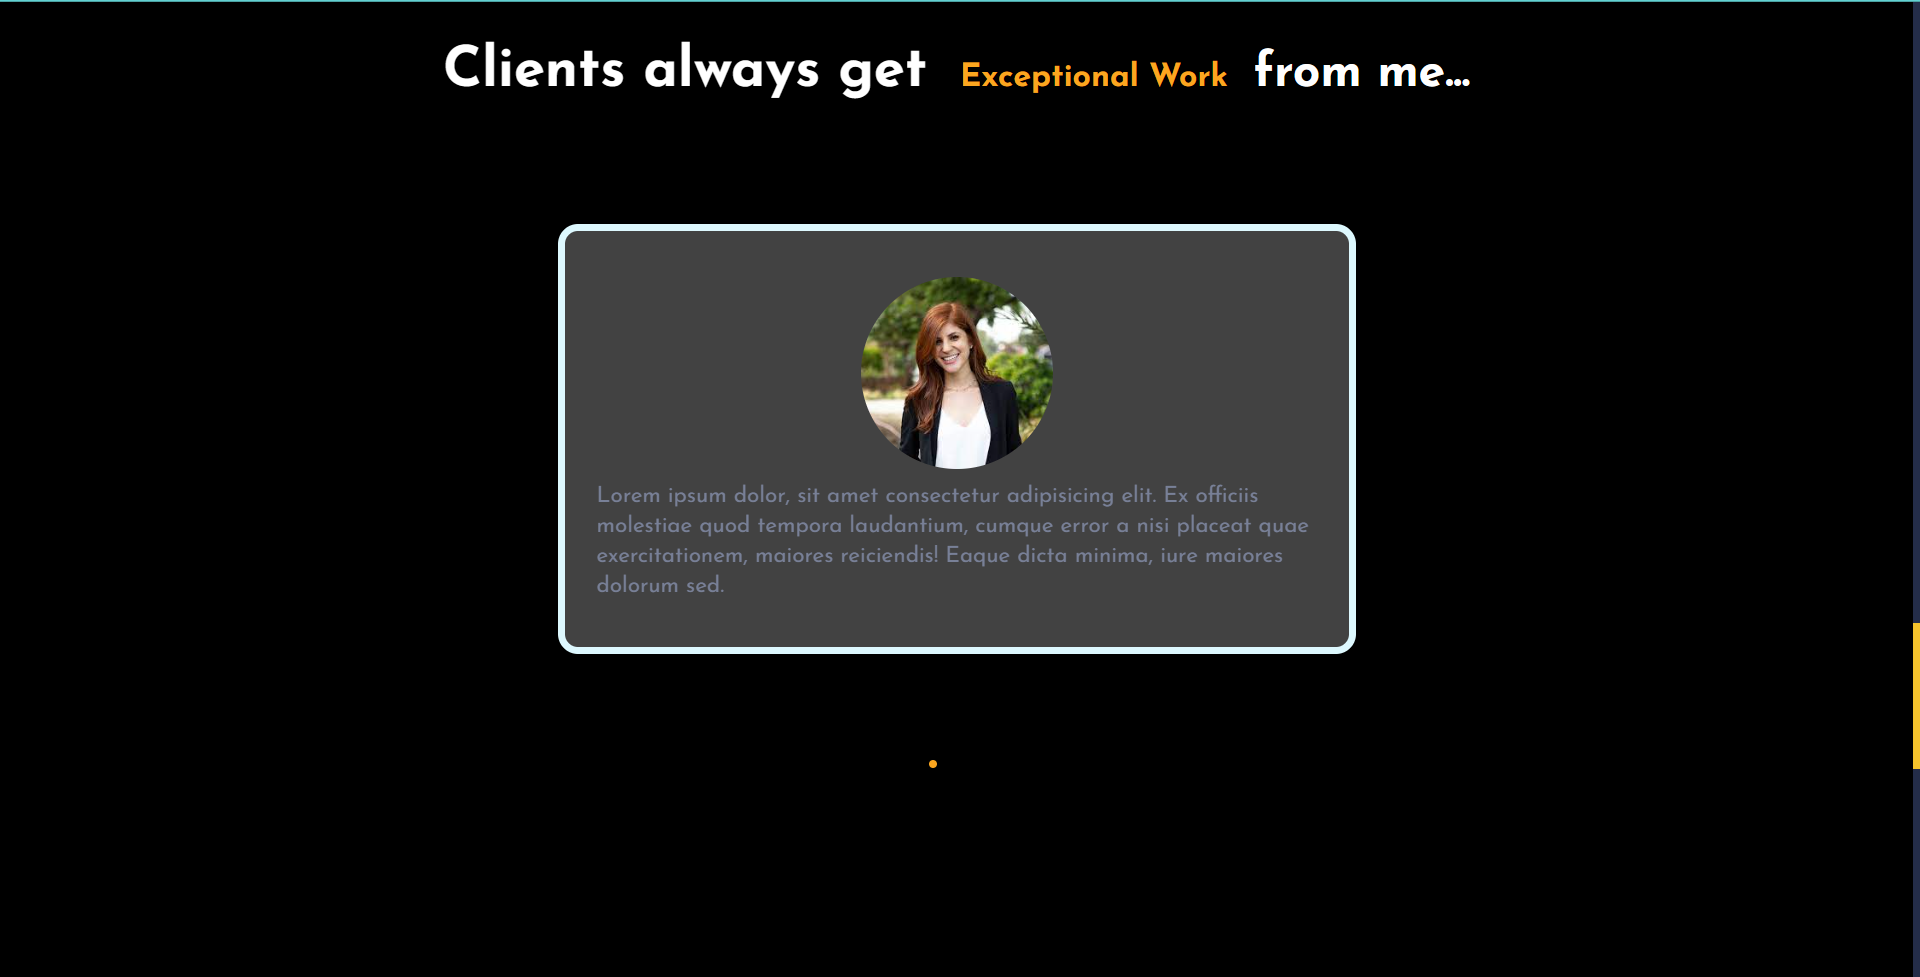 Clients always get Exceptional Work from me...
Lorem ipsum dolor, sit amet consectetur adipisicing elit. Ex officiis
molestiae quod tempora laudantium, cumque error a nisi placeat quae
exercitationem, maiores reiciendis! Eaque dicta minima, iure maiores
dolorum sed.